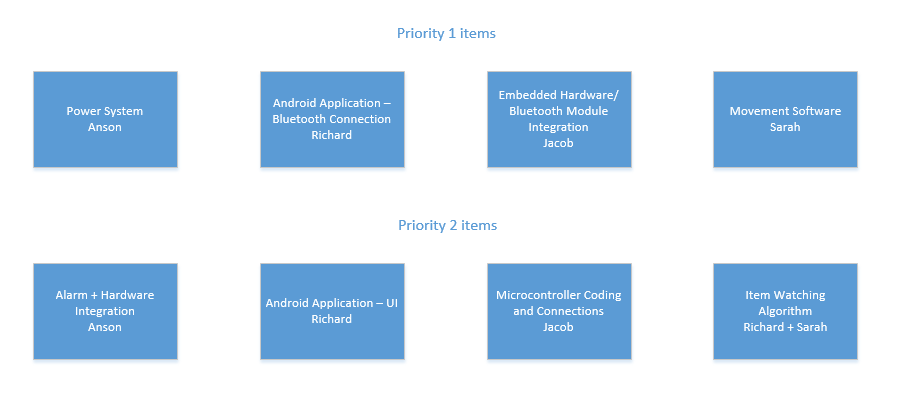 Priority 1 items
Power System
Anson
Android Application –
Bluetooth Connection
Richard
Embedded Hardware/
Bluetooth Module
Integration
Jacob
Movement Software
Sarah
Priority 2 items
Alarm + Hardware
Integration
Anson
Android Application – UI
Richard
Microcontroller Coding
and Connections
Jacob
Item Watching
Algorithm
Richard + Sarah